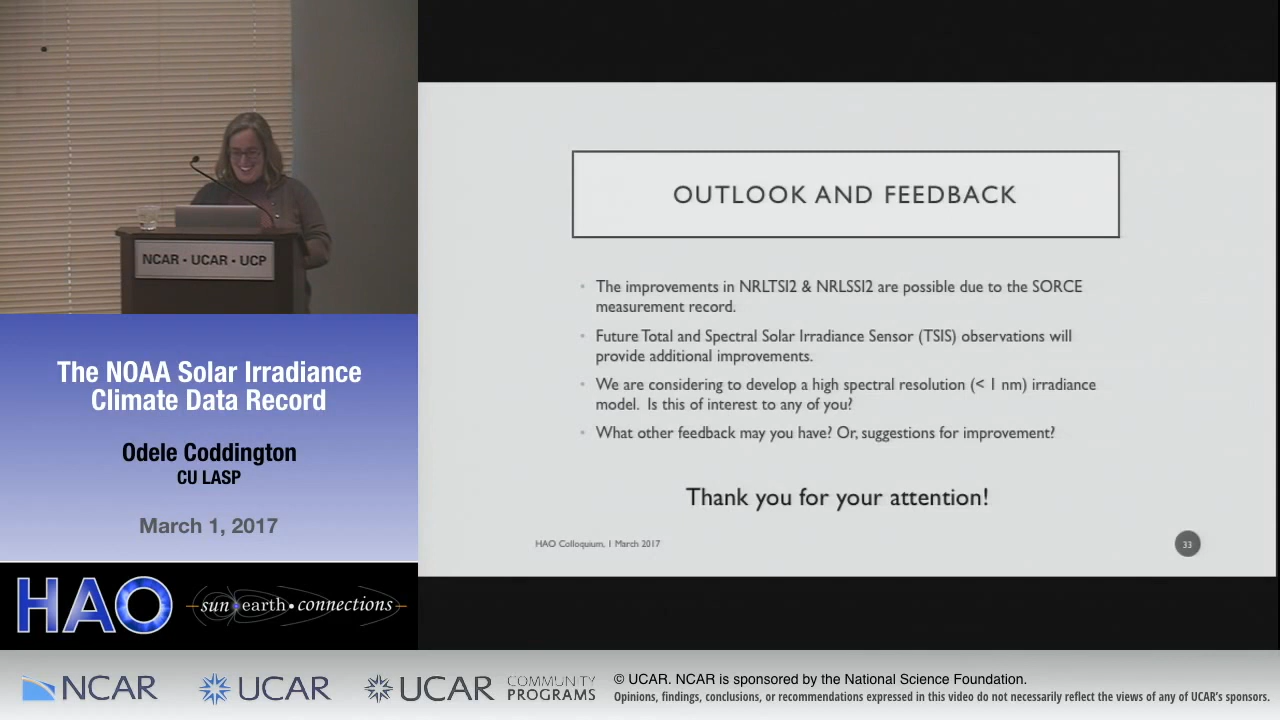 NCAR • UCAR • UCP
The NOAA Solar Irradiance
Climate Data Record
Odele Coddington
CU LASP
March 1, 2017
HAO
sun earth • connections
OUTLOOK AND FEEDBACK
• The improvements in NRLTSI2 & NRLSSI2 are possible due to the SORCE
measurement record.
• Future Total and Spectral Solar Irradiance Sensor (TSIS) observations will
provide additional improvements.
• We are considering to develop a high spectral resolution (< 1 nm) irradiance
model. Is this of interest to any of you?
• What other feedback may you have? Or, suggestions for improvement?
Thank you for your attention!
HAO Colloquium, 1 March 2017
33
NCAR
UCAR
UCAR
COMMUNITY
PROGRAMS
© UCAR. NCAR is sponsored by the National Science Foundation.
Opinions, findings, conclusions, or recommendations expressed in this video do not necessarily reflect the views of any of UCAR's sponsors.